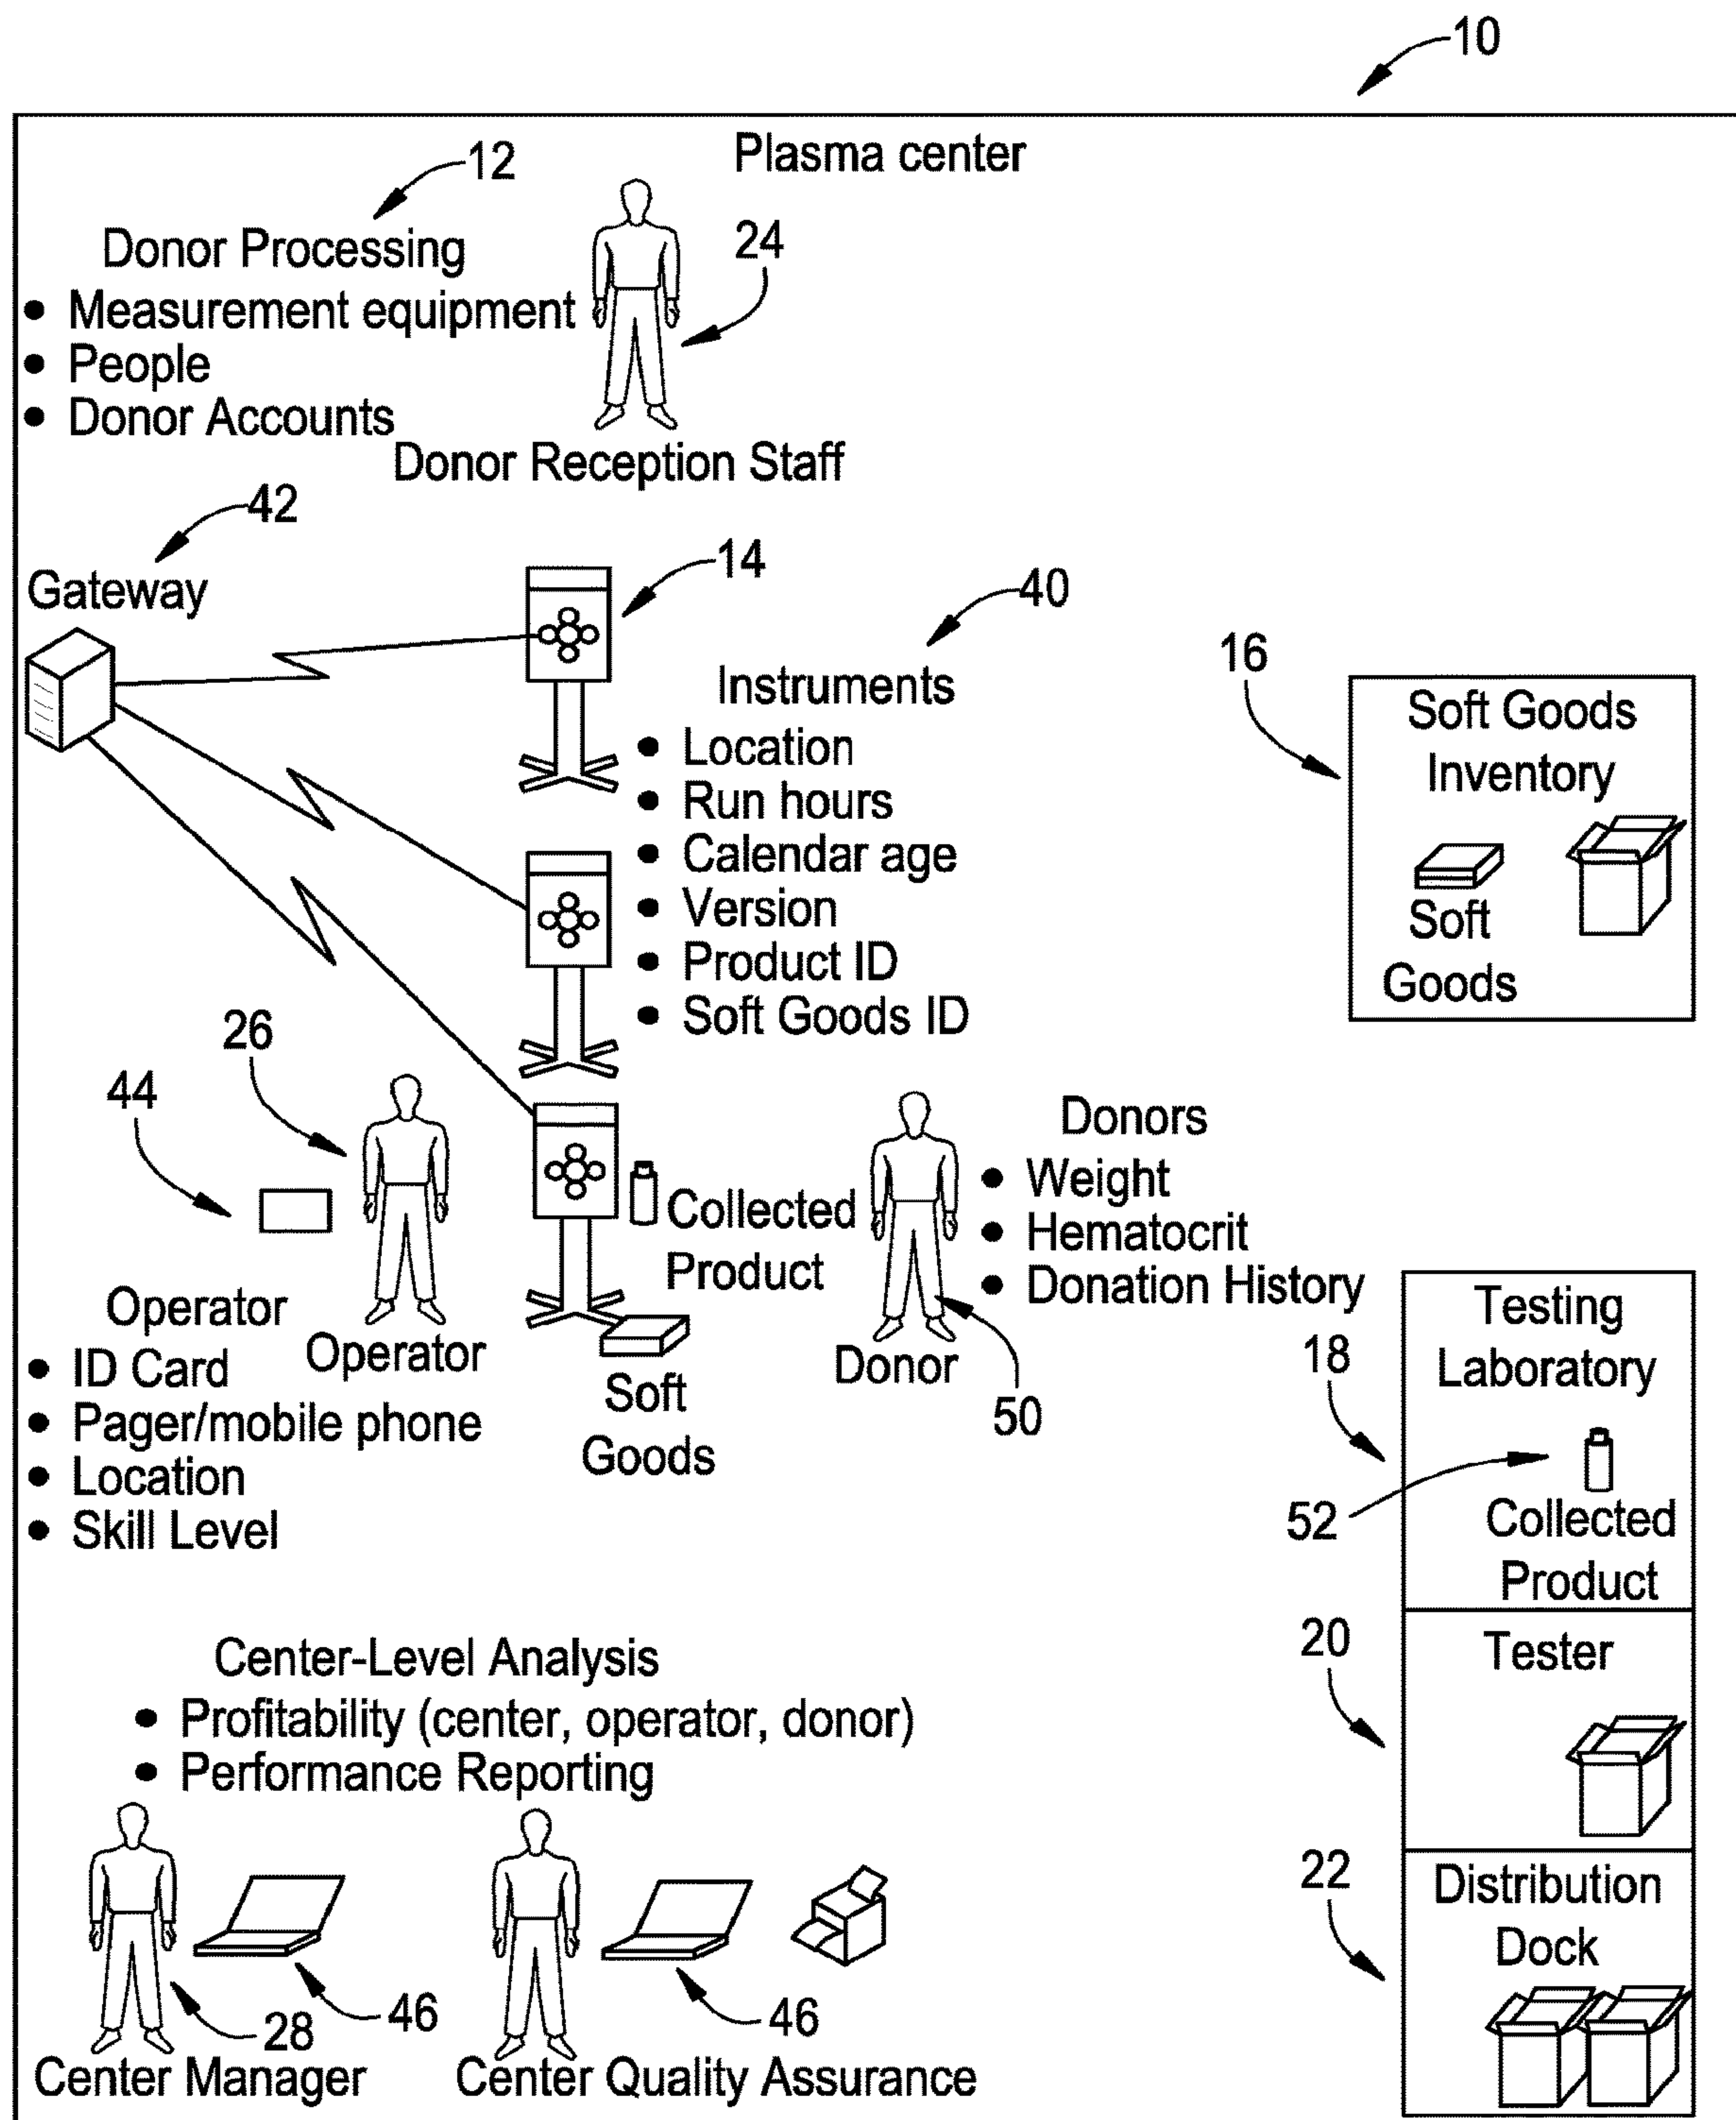 10
Plasma center
12
Donor Processing
• Measurement equipment
• People
• Donor Accounts
24
Donor Reception Staff
42
Gateway
14
40
Instruments
• Location
• Run hours
• Calendar age
• Version
• Product ID
• Soft Goods ID
16
Soft Goods
Inventory
Soft
Goods
26
44
Operator
• ID Card
• Pager/mobile phone
• Location
• Skill Level
Operator
Collected
Product
Soft
Goods
Donor
50
Donors
• Weight
• Hematocrit
• Donation History
18
Testing
Laboratory
52
Collected
Product
20
Tester
22
Distribution
Dock
Center-Level Analysis
• Profitability (center, operator, donor)
• Performance Reporting
28
46
Center Manager
46
Center Quality Assurance